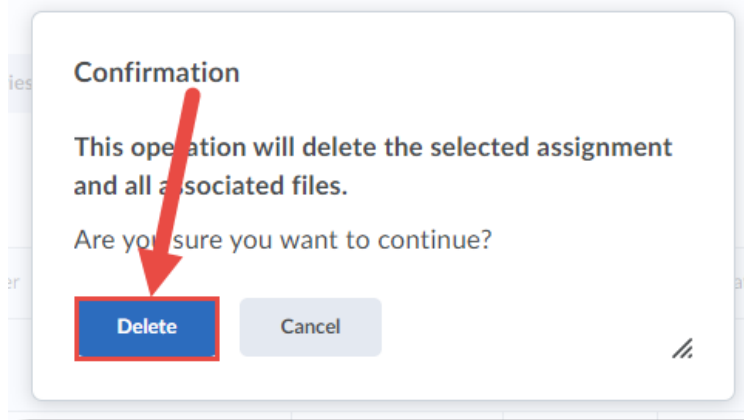 Confirmation
This operation will delete the selected assignment
and all associated files.
Are you sure you want to continue?
Delete
Cancel